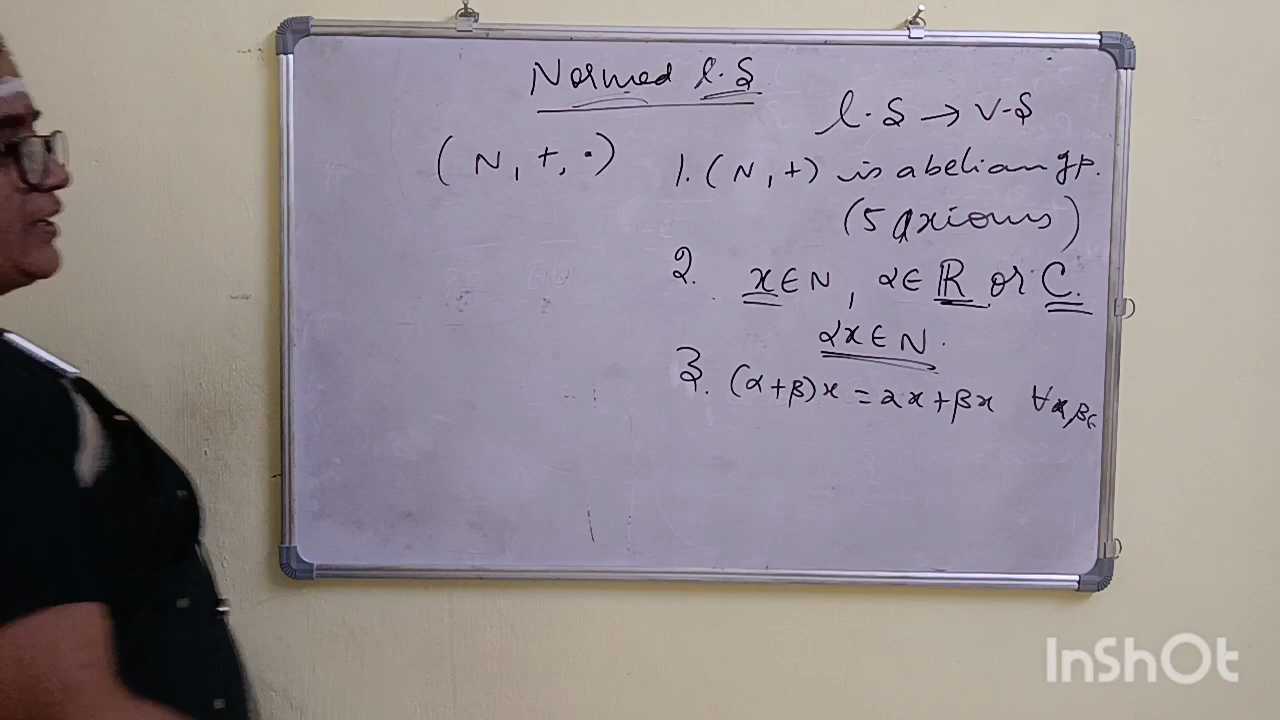 Normed l.S
l.S → V-S
(N, +, ·)
1. (N, +) is abelian gp.
(5 axioms)
2. x ∈ N, α ∈ ℝ or ℂ.
αx ∈ N.
3. (α+β)x = αx + βx ∀ α, β ∈
InShOt